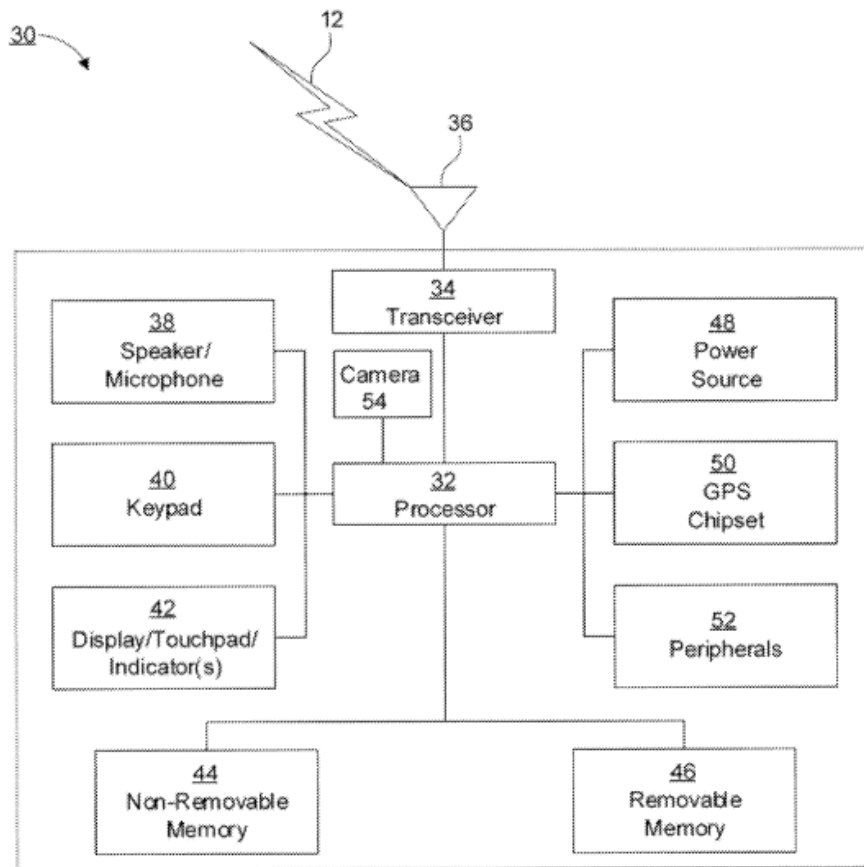 30
12
36
34
Transceiver
38
Speaker/
Microphone
48
Power
Source
Camera
54
40
Keypad
32
Processor
50
GPS
Chipset
42
Display/Touchpad/
Indicator(s)
52
Peripherals
44
Non-Removable
Memory
46
Removable
Memory